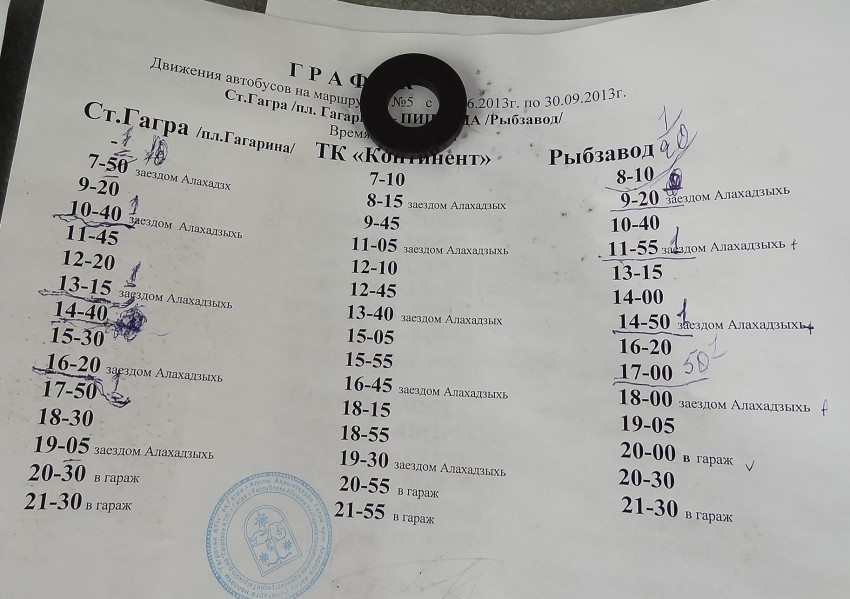 ГРАФ
Движения автобусов на маршру №5 с 6.2013г. по 30.09.2013г.
Ст.Гагра /пл. Гагар ПИЦ ДА /Рыбзавод/
Время
Ст.Гагра /пл.Гагарина/ ТК «Континент» Рыбзавод
- 7-10 8-10
7-50 заездом Алахадзх 8-15 заездом Алахадзых 9-20 заездом Алахадзыхь
9-20 9-45 10-40
10-40 заездом Алахадзыхь 11-05 заездом Алахадзыхь 11-55 заездом Алахадзыхь
11-45 12-10 13-15
12-20 12-45 14-00
13-15 заездом Алахадзыхь 13-40 заездом Алахадзых 14-50 заездом Алахадзыхь
14-40 15-05 16-20
15-30 15-55 17-00 50
16-20 заездом Алахадзыхь 16-45 заездом Алахадзыхь 18-00 заездом Алахадзыхь
17-50 18-15 19-05
18-30 18-55 20-00 в гараж
19-05 заездом Алахадзыхь 19-30 заездом Алахадзыхь 20-30
20-30 в гараж 20-55 в гараж 21-30 в гараж
21-30 в гараж 21-55 в гараж